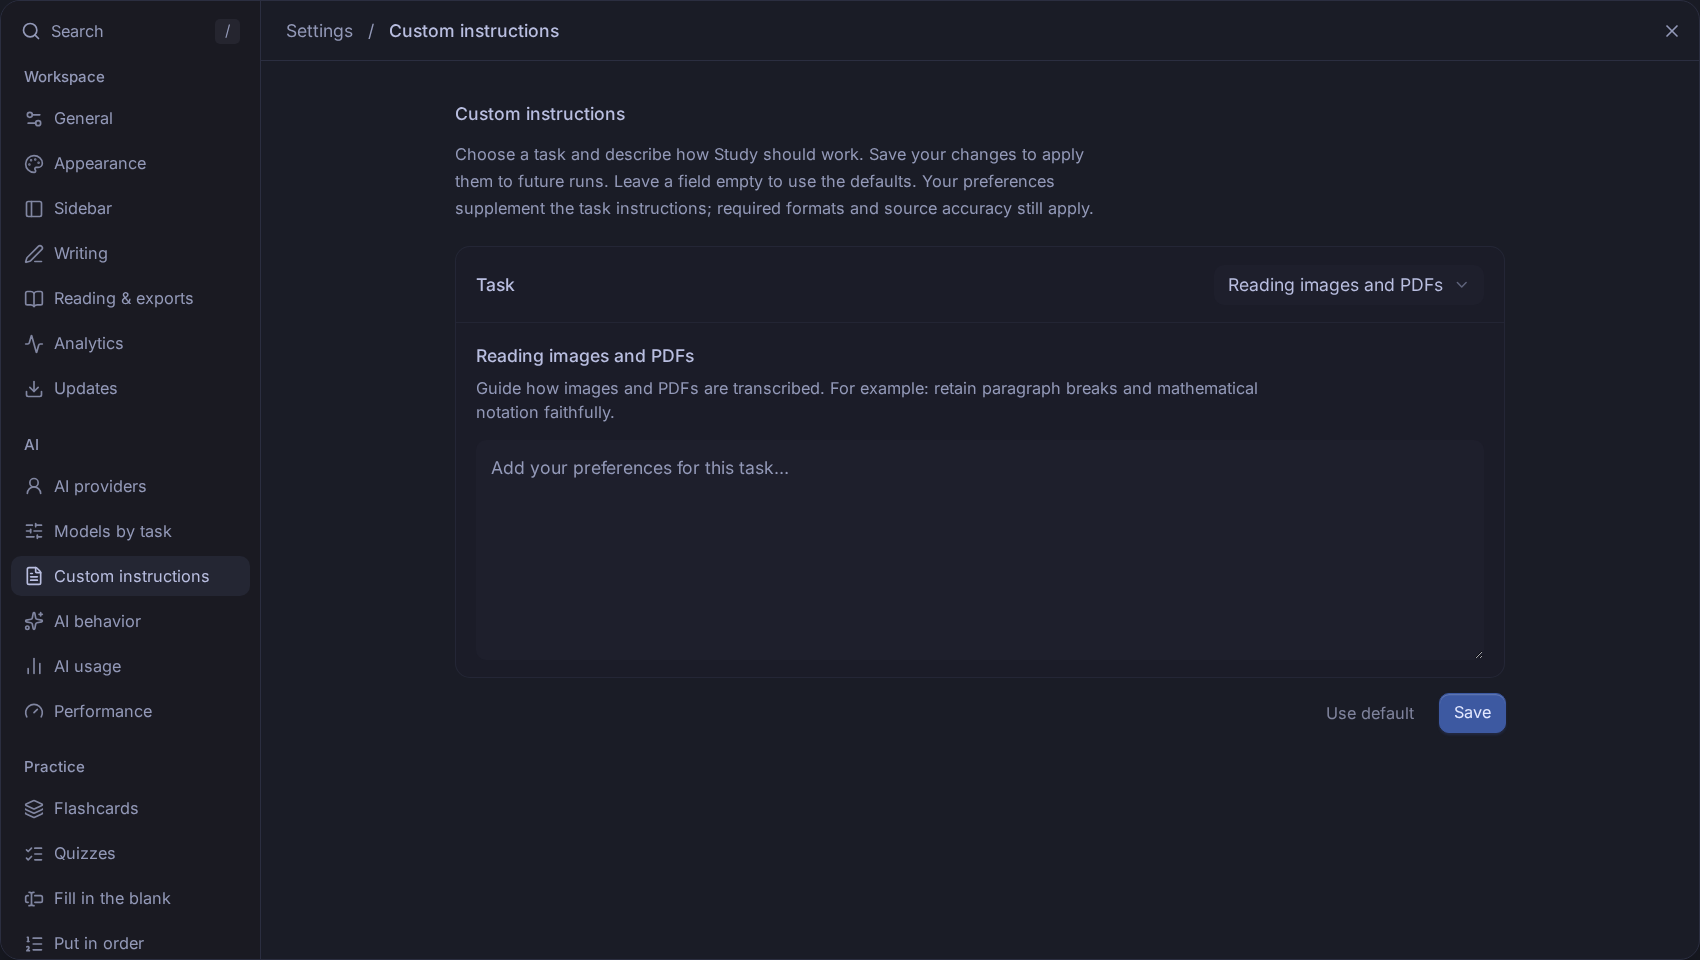 Search
/
Workspace
General
Appearance
Sidebar
Writing
Reading & exports
Analytics
Updates
AI
AI providers
Models by task
Custom instructions
AI behavior
AI usage
Performance
Practice
Flashcards
Quizzes
Fill in the blank
Put in order
Settings / Custom instructions
Custom instructions
Choose a task and describe how Study should work. Save your changes to apply
them to future runs. Leave a field empty to use the defaults. Your preferences
supplement the task instructions; required formats and source accuracy still apply.
Task
Reading images and PDFs
Reading images and PDFs
Guide how images and PDFs are transcribed. For example: retain paragraph breaks and mathematical
notation faithfully.
Add your preferences for this task...
Use default
Save